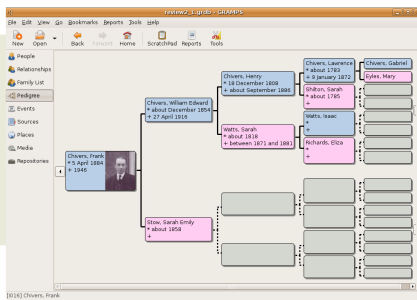 review2_1.grdb - GRAMPS
File Edit View Go Bookmarks Reports Tools Help
New Open Back Forward Home ScratchPad Reports Tools
People
Relationships
Family List
Pedigree
Events
Sources
Places
Media
Repositories
Chivers, Frank
* 5 April 1884
+ 1946
Chivers, William Edward
* about December 1854
+ 27 April 1916
Stow, Sarah Emily
* about 1858
+
Chivers, Henry
* 18 December 1808
+ about September 1886
Watts, Sarah
* about 1818
+ between 1871 and 1881
Chivers, Lawrence
* about 1783
+ 9 January 1872
Shilton, Sarah
* about 1785
+
Watts, Isaac
*
+
Richards, Eliza
*
+
Chivers, Gabriel
Eyles, Mary
[I016] Chivers, Frank